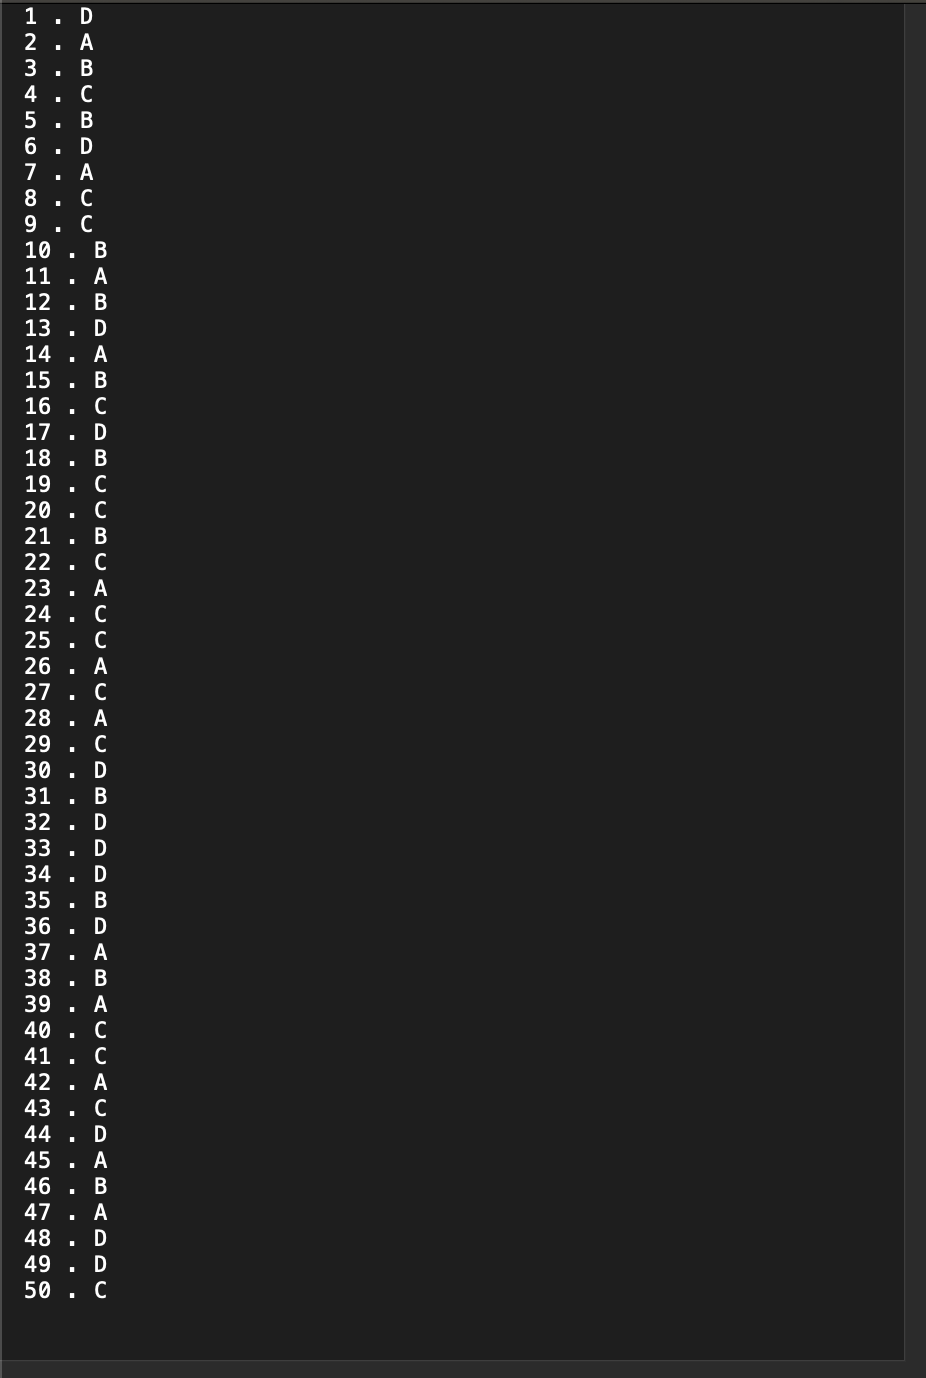 1 . D
2 . A
3 . B
4 . C
5 . B
6 . D
7 . A
8 . C
9 . C
10 . B
11 . A
12 . B
13 . D
14 . A
15 . B
16 . C
17 . D
18 . B
19 . C
20 . C
21 . B
22 . C
23 . A
24 . C
25 . C
26 . A
27 . C
28 . A
29 . C
30 . D
31 . B
32 . D
33 . D
34 . D
35 . B
36 . D
37 . A
38 . B
39 . A
40 . C
41 . C
42 . A
43 . C
44 . D
45 . A
46 . B
47 . A
48 . D
49 . D
50 . C